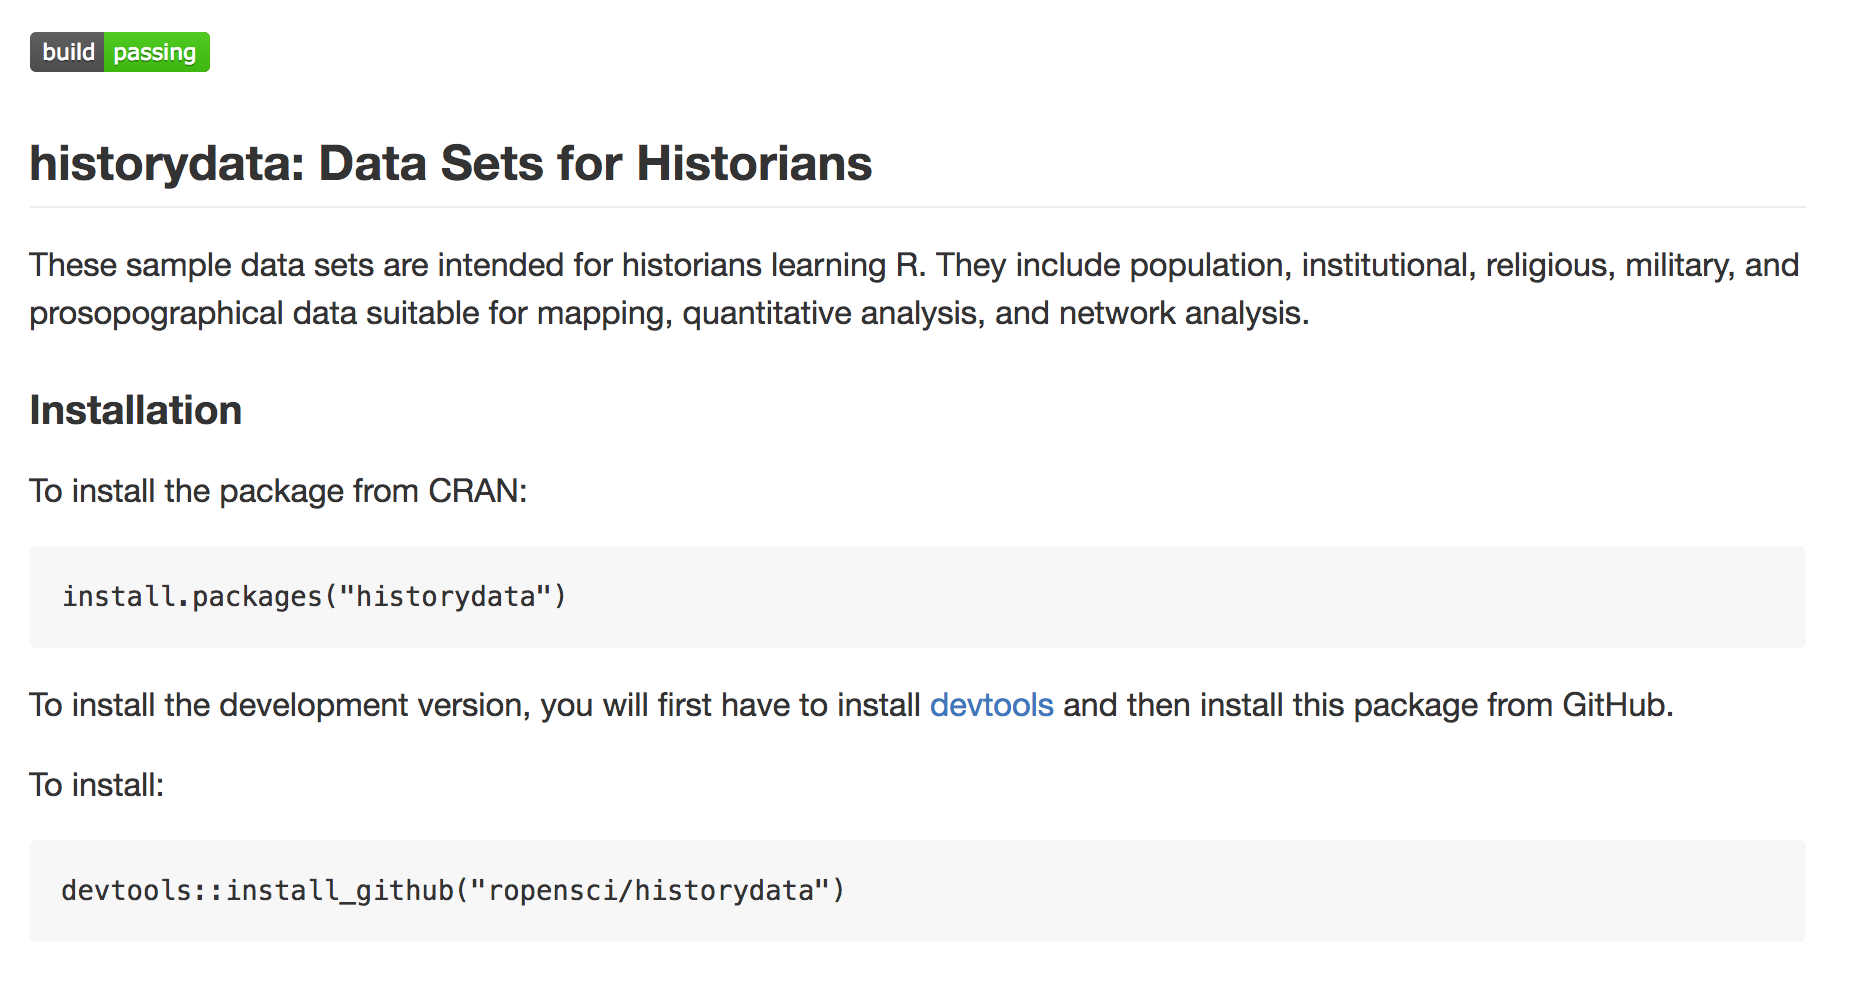 build passing
historydata: Data Sets for Historians
These sample data sets are intended for historians learning R. They include population, institutional, religious, military, and
prosopographical data suitable for mapping, quantitative analysis, and network analysis.
Installation
To install the package from CRAN:
install.packages("historydata")
To install the development version, you will first have to install devtools and then install this package from GitHub.
To install:
devtools::install_github("ropensci/historydata")